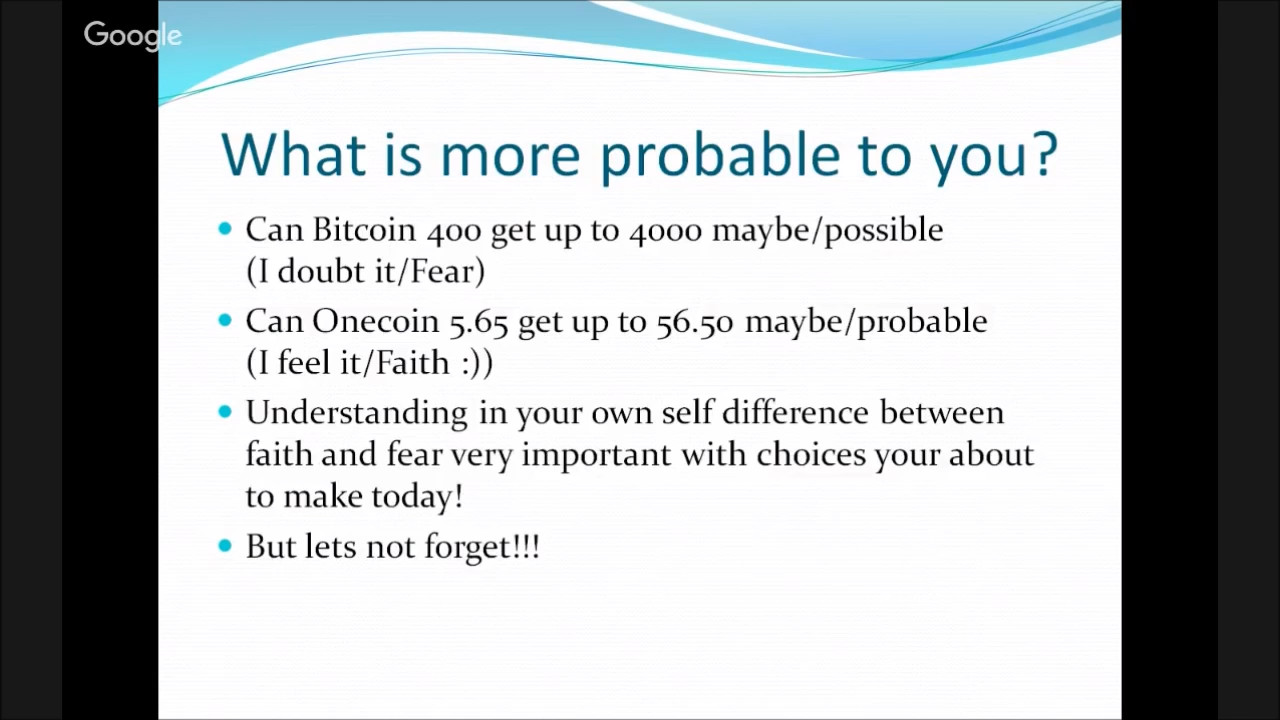 Google
What is more probable to you?
Can Bitcoin 400 get up to 4000 maybe/possible
(I doubt it/Fear)
Can Onecoin 5.65 get up to 56.50 maybe/probable
(I feel it/Faith :))
Understanding in your own self difference between
faith and fear very important with choices your about
to make today!
But lets not forget!!!